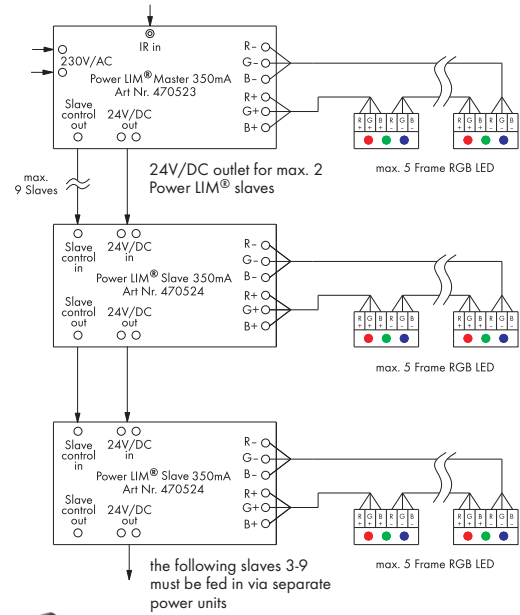 IR in
230V/AC
Power LIM® Master 350mA
Art Nr. 470523
Slave control out
24V/DC out
R–
G–
B–
R+
G+
B+
R + G + B + R – G – B –
R + G + B + R – G – B –
max. 5 Frame RGB LED
max. 9 Slaves
24V/DC outlet for max. 2
Power LIM® slaves
Slave control in
24V/DC in
Power LIM® Slave 350mA
Art Nr. 470524
Slave control out
24V/DC out
R–
G–
B–
R+
G+
B+
R + G + B + R – G – B –
R + G + B + R – G – B –
max. 5 Frame RGB LED
Slave control in
24V/DC in
Power LIM® Slave 350mA
Art Nr. 470524
Slave control out
24V/DC out
R–
G–
B–
R+
G+
B+
R + G + B + R – G – B –
R + G + B + R – G – B –
max. 5 Frame RGB LED
the following slaves 3-9
must be fed in via separate
power units